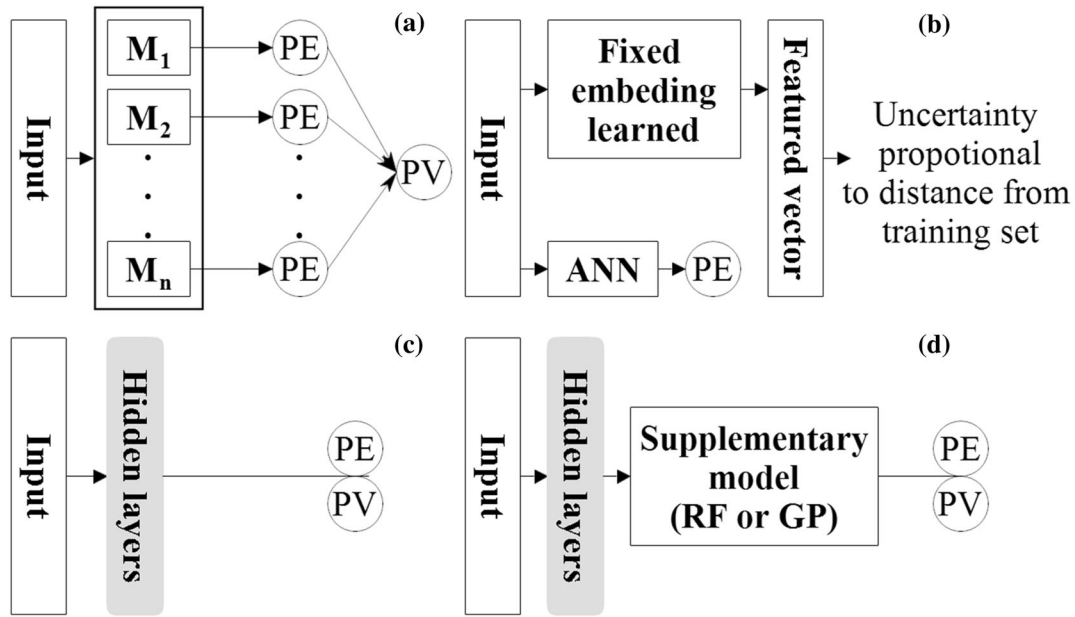 (a)
Input
M1
PE
M2
PE
Mn
PE
PV
(b)
Input
Fixed
embeding
learned
ANN
PE
Featured vector
Uncertainty
propotional
to distance from
training set
(c)
Input
Hidden layers
PE
PV
(d)
Input
Hidden layers
Supplementary
model
(RF or GP)
PE
PV